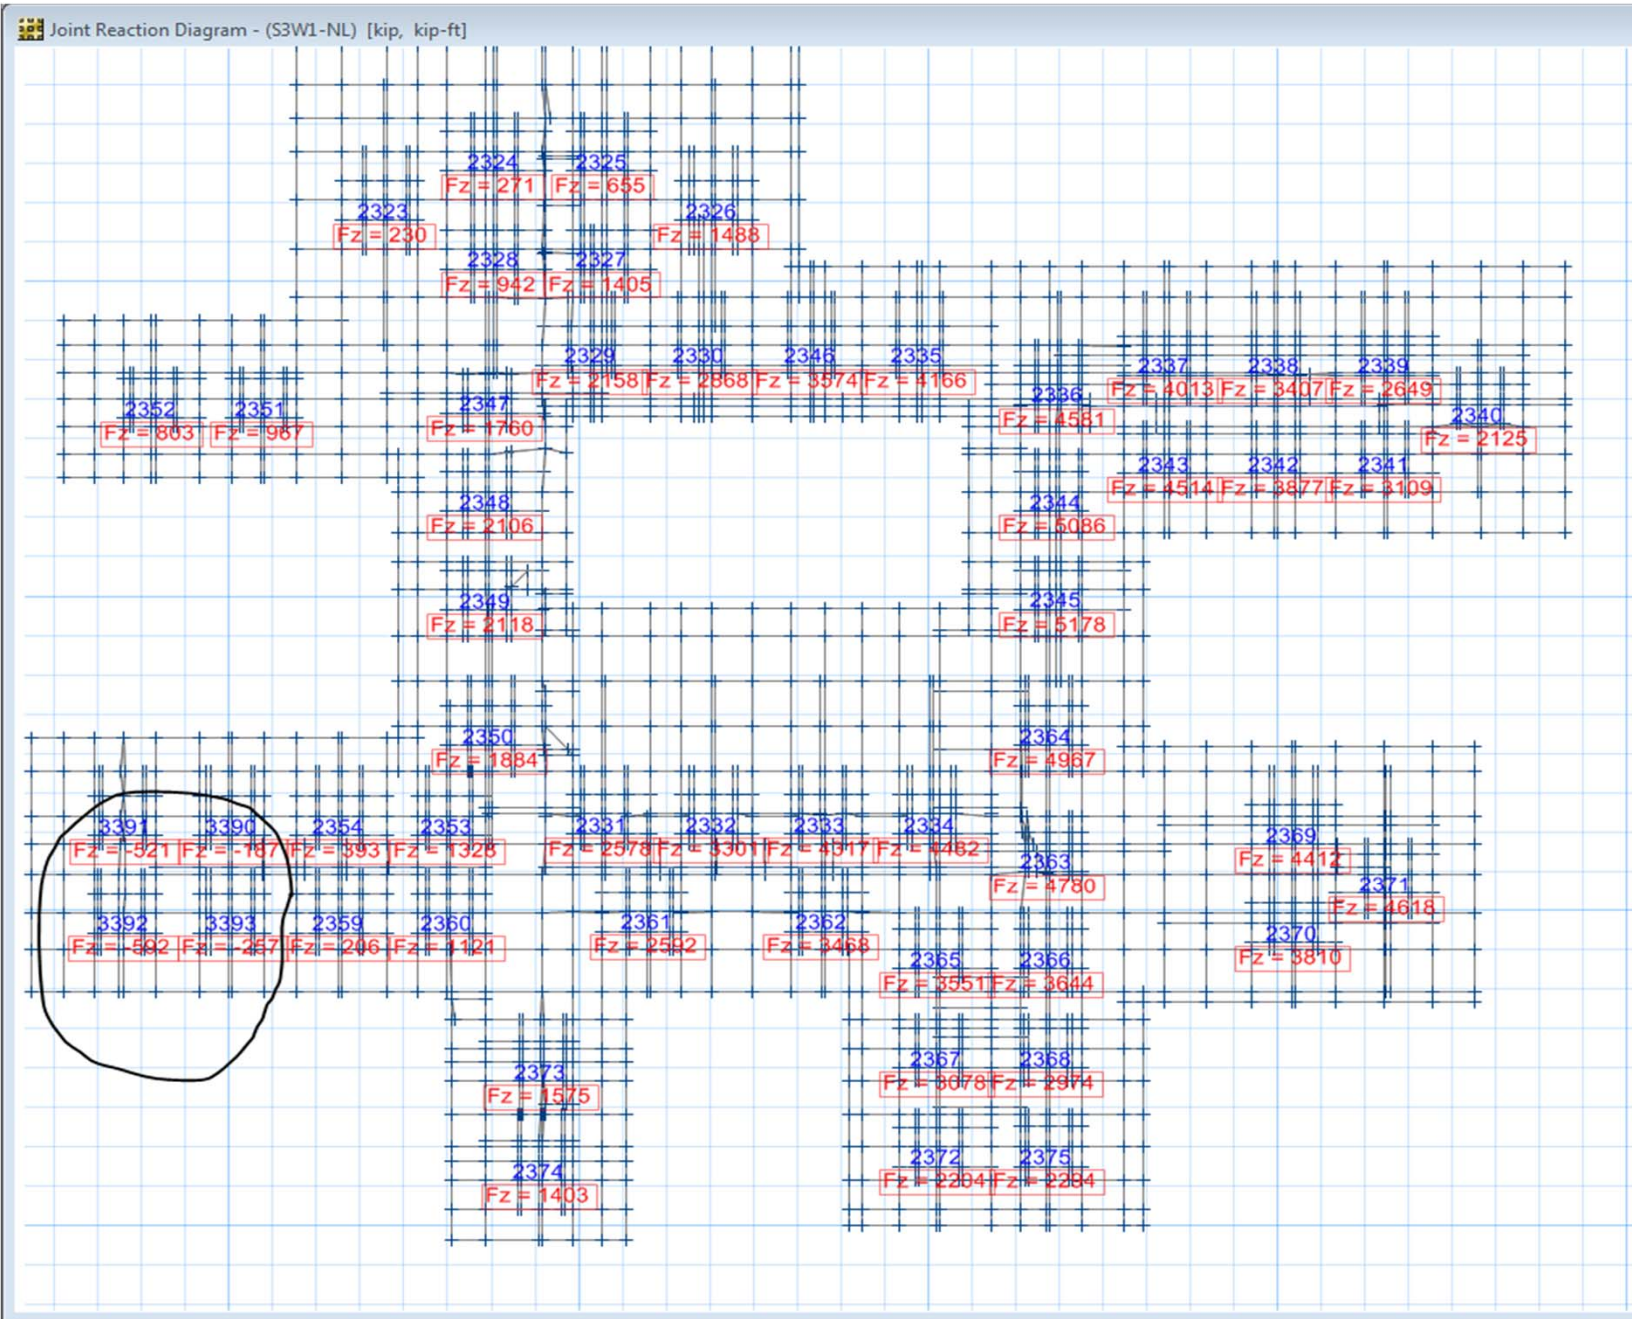 Joint Reaction Diagram - (S3W1-NL) [kip, kip-ft]
2324
Fz = 271
2325
Fz = 655
2323
Fz = 230
2326
Fz = 1488
2328
Fz = 942
2327
Fz = 1405
2329
Fz = 2158
2330
Fz = 2868
2346
Fz = 3574
2335
Fz = 4166
2352
Fz = 803
2351
Fz = 987
2347
Fz = 1760
2336
Fz = 4581
2337
Fz = 4013
2338
Fz = 3407
2339
Fz = 2649
2340
Fz = 2125
2348
Fz = 2106
2344
Fz = 5086
2343
Fz = 4514
2342
Fz = 3877
2341
Fz = 3109
2349
Fz = 2118
2345
Fz = 5178
2350
Fz = 1884
2364
Fz = 4967
3391
Fz = -521
3390
Fz = -187
2354
Fz = 393
2353
Fz = 1328
2331
Fz = 2578
2332
Fz = 3301
2333
Fz = 4317
2334
Fz = 4482
2363
Fz = 4780
2369
Fz = 4412
2371
Fz = 4618
3392
Fz = -592
3393
Fz = -257
2359
Fz = 206
2360
Fz = 1121
2361
Fz = 2592
2362
Fz = 3468
2370
Fz = 3810
2365
Fz = 3551
2366
Fz = 3644
2373
Fz = 1575
2367
Fz = 3078
2368
Fz = 2974
2374
Fz = 1403
2372
Fz = 2204
2375
Fz = 2284